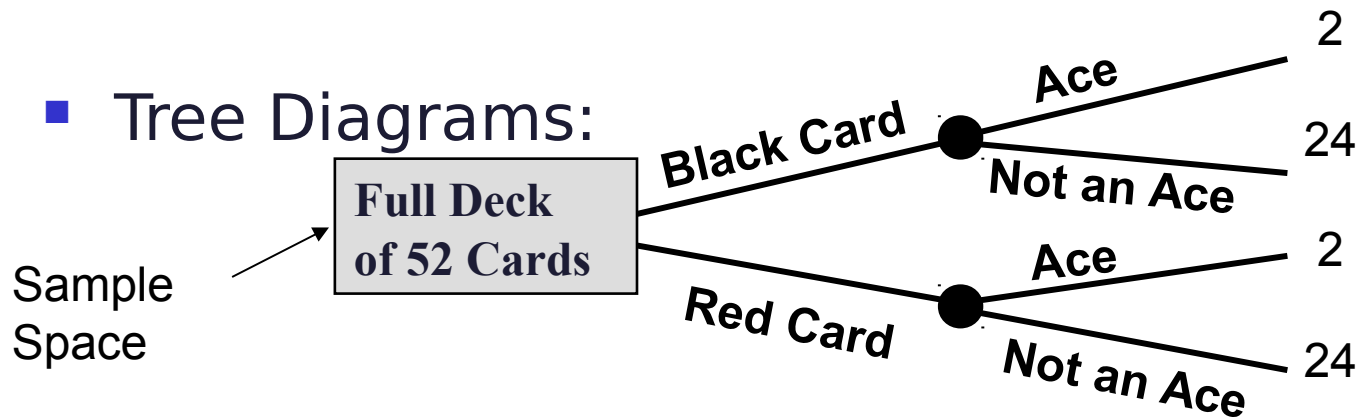 Tree Diagrams:
Full Deck
of 52 Cards
Sample
Space
Black Card
Ace
2
Not an Ace
24
Red Card
Ace
2
Not an Ace
24